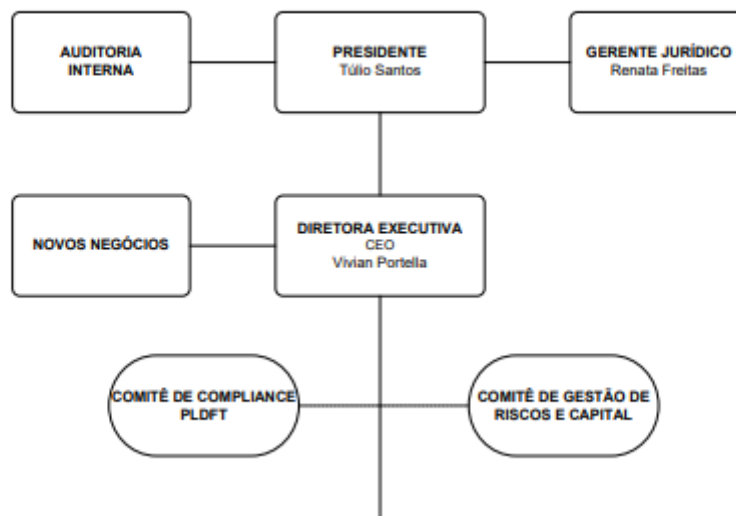 AUDITORIA
INTERNA
PRESIDENTE
Túlio Santos
GERENTE JURÍDICO
Renata Freitas
NOVOS NEGÓCIOS
DIRETORA EXECUTIVA
CEO
Vivian Portella
COMITÊ DE COMPLIANCE
PLDFT
COMITÊ DE GESTÃO DE
RISCOS E CAPITAL